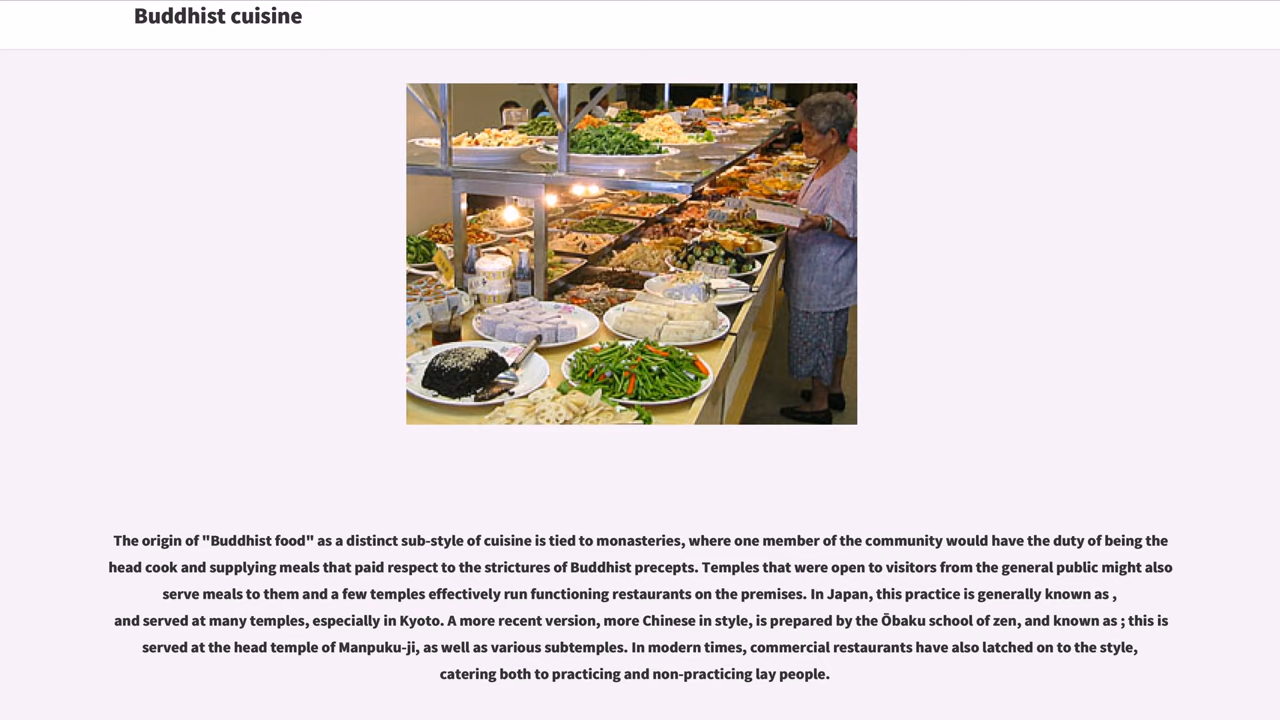 Buddhist cuisine
The origin of "Buddhist food" as a distinct sub-style of cuisine is tied to monasteries, where one member of the community would have the duty of being the
head cook and supplying meals that paid respect to the strictures of Buddhist precepts. Temples that were open to visitors from the general public might also
serve meals to them and a few temples effectively run functioning restaurants on the premises. In Japan, this practice is generally known as ,
and served at many temples, especially in Kyoto. A more recent version, more Chinese in style, is prepared by the Ōbaku school of zen, and known as ; this is
served at the head temple of Manpuku-ji, as well as various subtemples. In modern times, commercial restaurants have also latched on to the style,
catering both to practicing and non-practicing lay people.